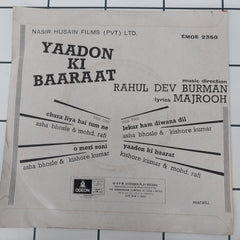 NASIR HUSAIN FILMS (PVT) LTD.
EMOE 2350
YAADON
KI
BAARAAT
music direction
RAHUL DEV BURMAN
lyrics MAJROOH
chura liya hai tum ne
asha bhosle & mohd. rafi
o meri soni
asha bhosle & kishore kumar
lekar ham diwana dil
asha bhosle & kishore kumar
yaadon ki baarat
kishore kumar & mohd. rafi
ODEON